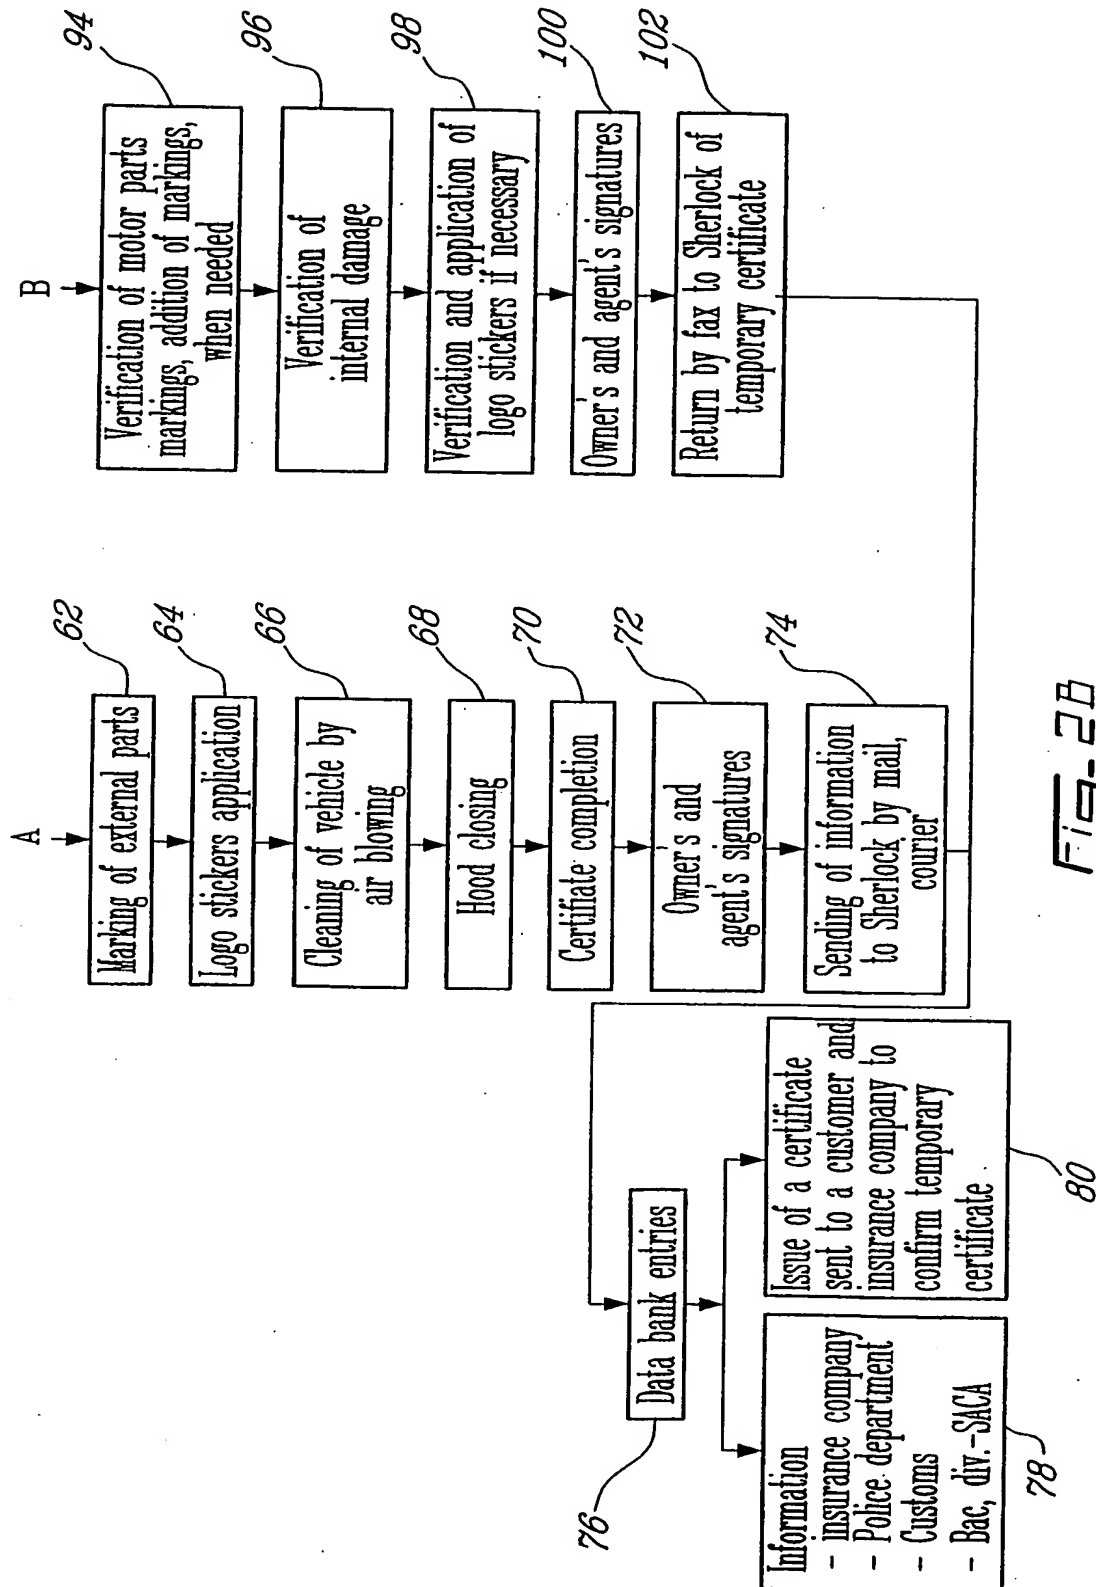 A
62
Marking of external parts
64
Logo stickers application
66
Cleaning of vehicle by
air blowing
68
Hood closing
70
Certifiate completion
72
Owner's and
agent's signatures
74
Sending of information
to Sherlock by mail,
courier
B
94
Verification of motor parts
markings, addition of markings,
when needed
96
Verification of
internal damage
98
Verification and application of
logo stickers if necessary
100
Owner's and agent's signatures
102
Return by fax to Sherlock of
temporary certificate
76
Data bank entries
Information
- insurance company
- Police department
- Customs
- Bac, div.-SACA
78
Issue of a certificate
sent to a customer and
insurance company to
confirm temporary
certificate
80
Fig. 2B